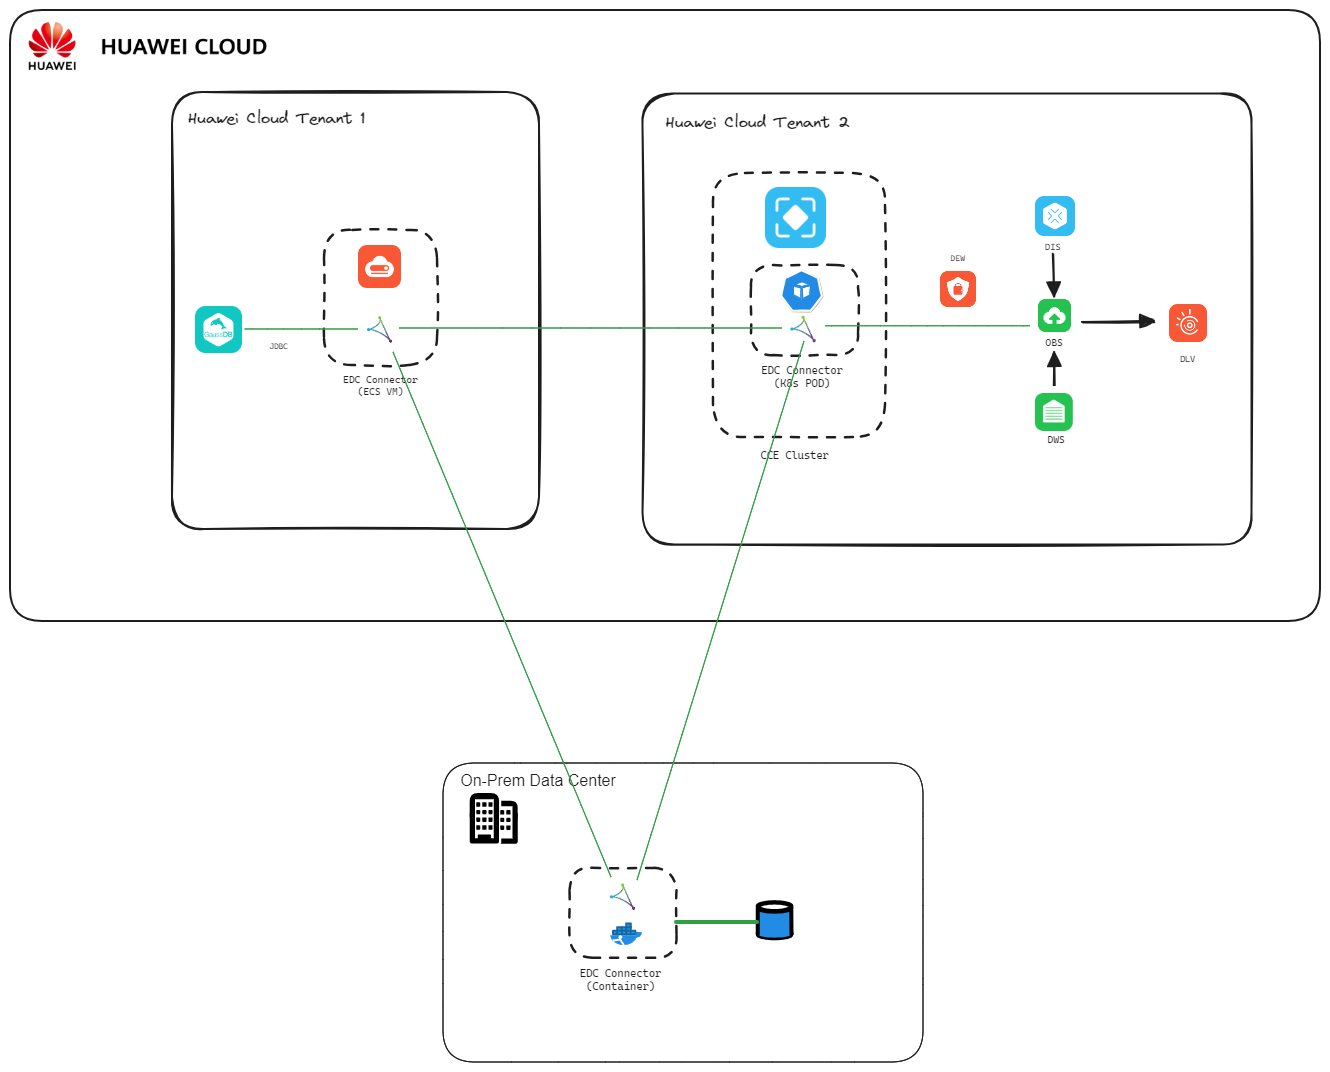 HUAWEI
HUAWEI CLOUD
Huawei Cloud Tenant 1
GaussDB
JDBC
EDC Connector
(ECS VM)
Huawei Cloud Tenant 2
EDC Connector
(K8s POD)
CCE Cluster
DEW
DIS
OBS
DWS
DLV
On-Prem Data Center
EDC Connector
(Container)